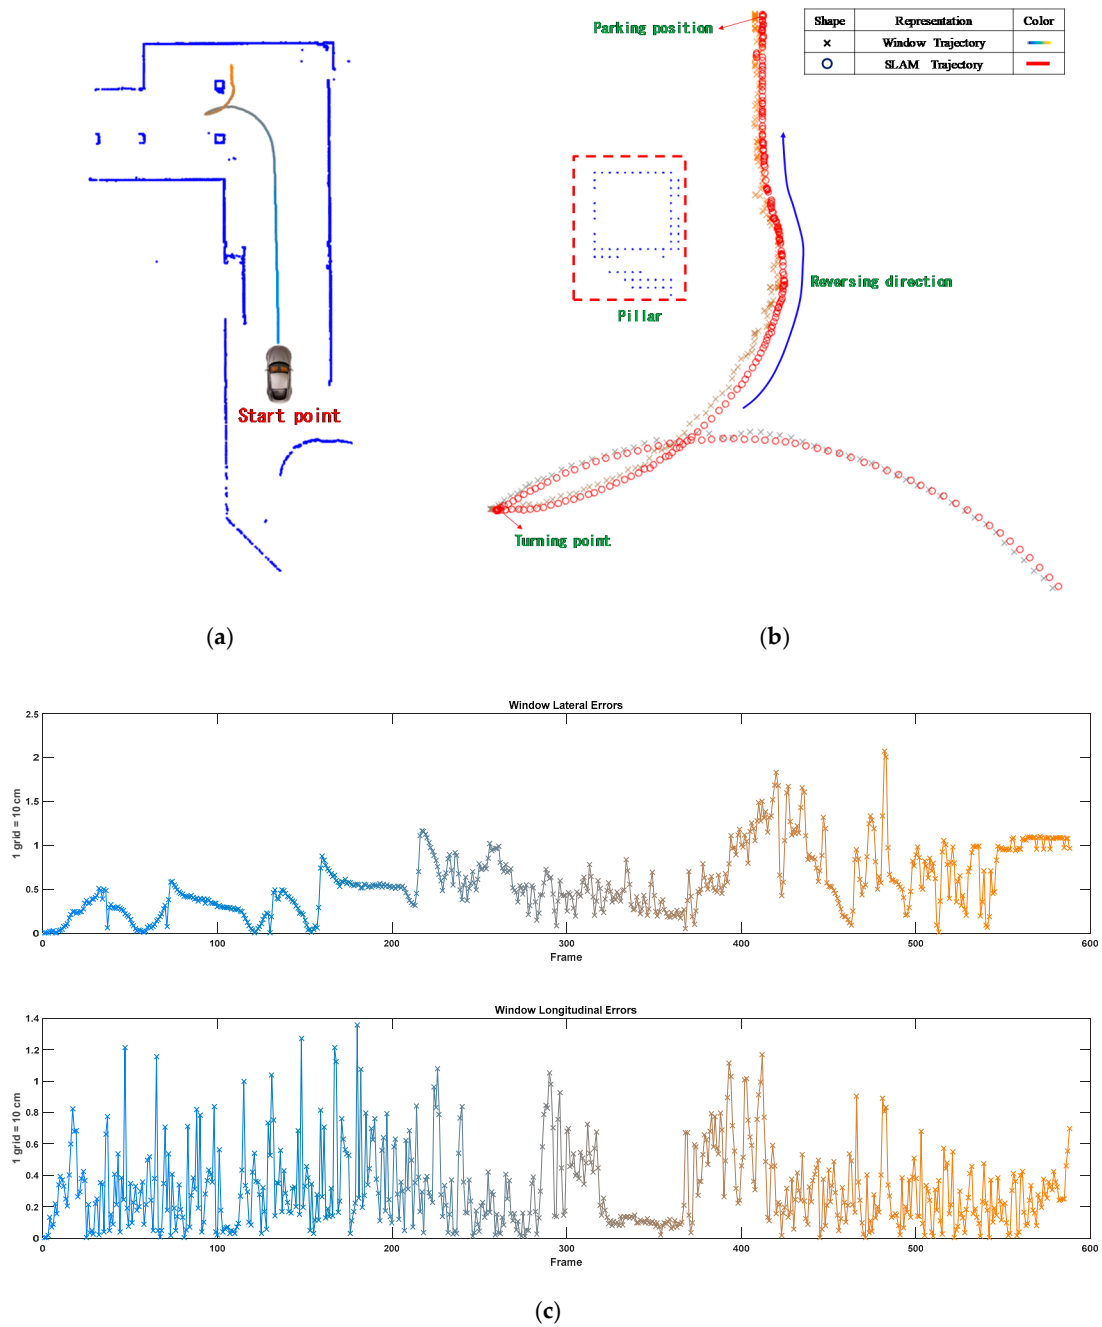 Start point
(a)
Parking position
Shape Representation Color
× Window Trajectory
○ SLAM Trajectory
Reversing direction
Pillar
Turning point
(b)
Window Lateral Errors
1 grid = 10 cm
2.5
2
1.5
1
0.5
0
0 100 200 300 400 500 600
Frame
Window Longitudinal Errors
1 grid = 10 cm
1.4
1.2
1
0.8
0.6
0.4
0.2
0
0 100 200 300 400 500 600
Frame
(c)